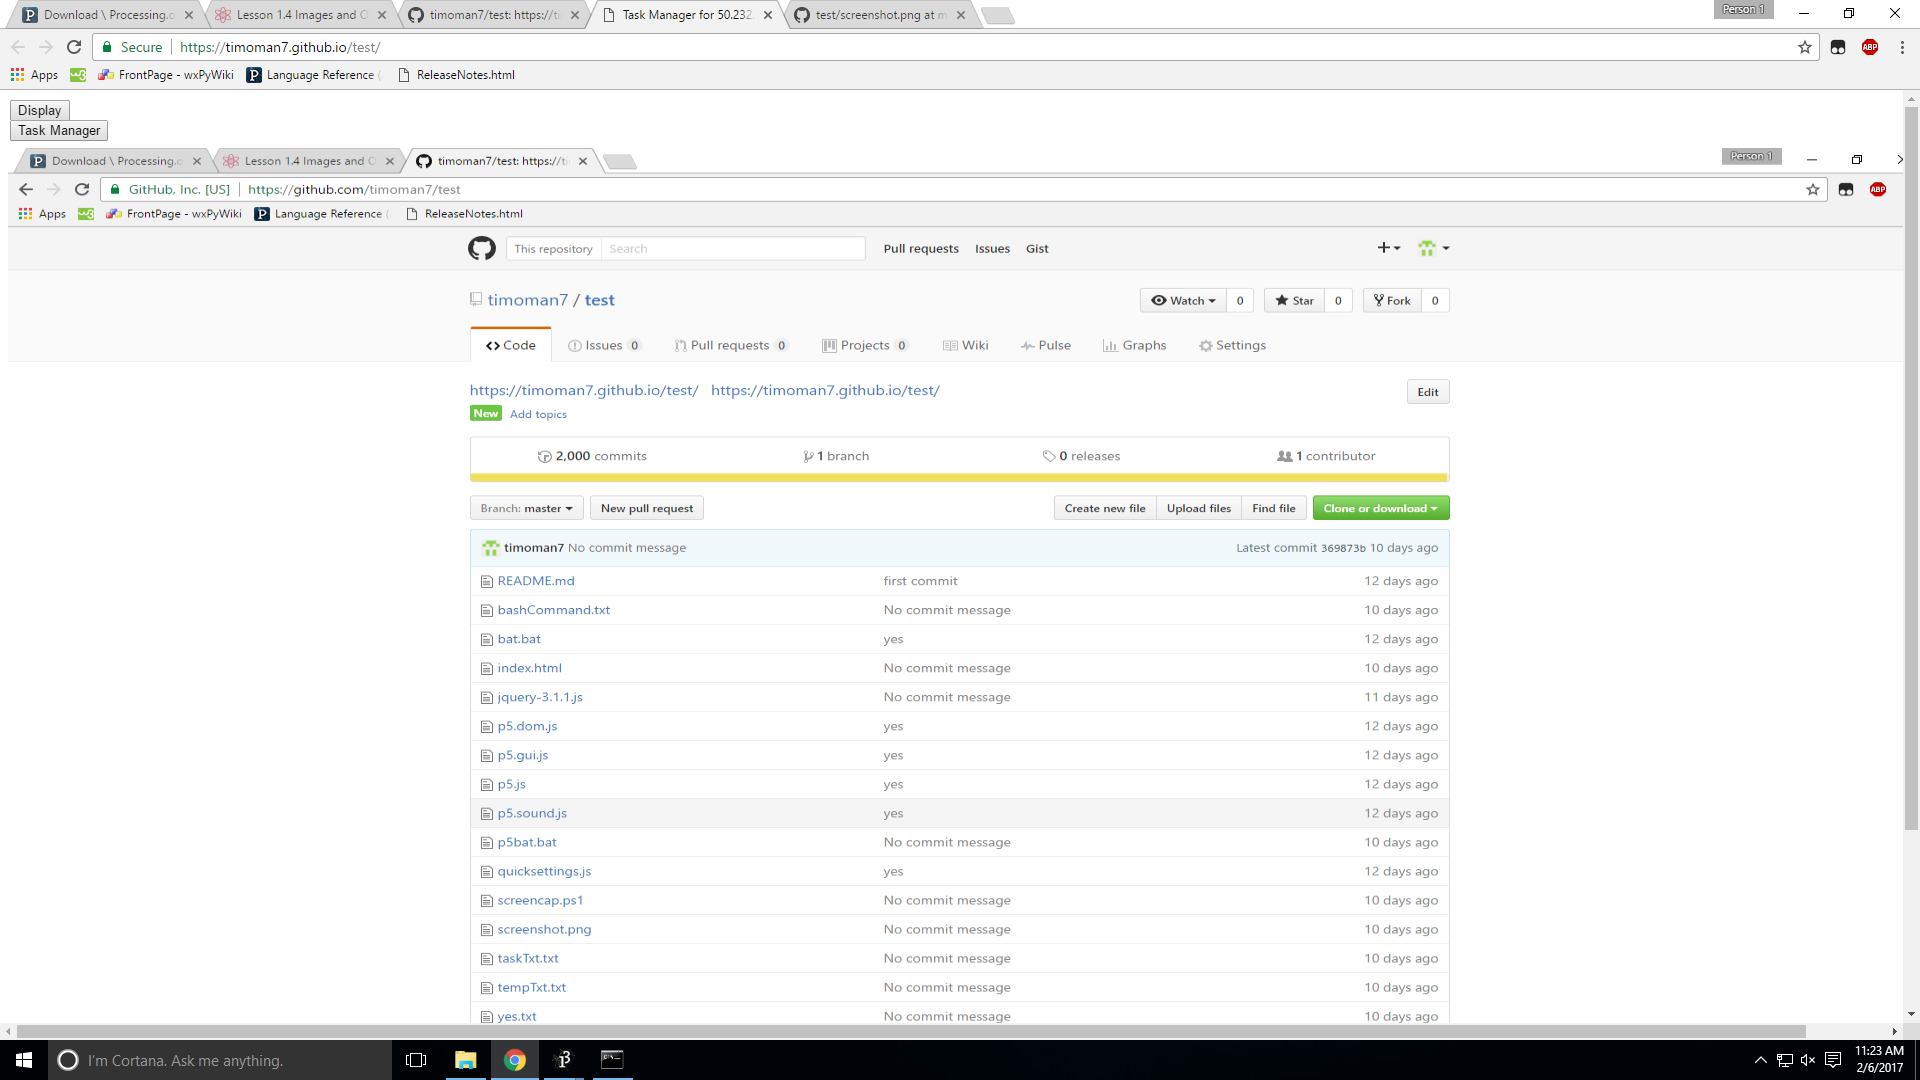 Download \ Processing.o Lesson 1.4 Images and O timoman7/test: https://ti Task Manager for 50.232. test/screenshot.png at m Person 1
Secure https://timoman7.github.io/test/
Apps FrontPage - wxPyWiki Language Reference ( ReleaseNotes.html
Display
Task Manager
Download \ Processing.o Lesson 1.4 Images and O timoman7/test: https://ti Person 1
GitHub, Inc. [US] https://github.com/timoman7/test
Apps FrontPage - wxPyWiki Language Reference ( ReleaseNotes.html
This repository Search Pull requests Issues Gist
timoman7 / test Watch 0 Star 0 Fork 0
Code Issues 0 Pull requests 0 Projects 0 Wiki Pulse Graphs Settings
https://timoman7.github.io/test/ https://timoman7.github.io/test/ Edit
New Add topics
2,000 commits 1 branch 0 releases 1 contributor
Branch: master New pull request Create new file Upload files Find file Clone or download
timoman7 No commit message Latest commit 369873b 10 days ago
README.md first commit 12 days ago
bashCommand.txt No commit message 10 days ago
bat.bat yes 12 days ago
index.html No commit message 10 days ago
jquery-3.1.1.js No commit message 11 days ago
p5.dom.js yes 12 days ago
p5.gui.js yes 12 days ago
p5.js yes 12 days ago
p5.sound.js yes 12 days ago
p5bat.bat No commit message 10 days ago
quicksettings.js yes 12 days ago
screencap.ps1 No commit message 10 days ago
screenshot.png No commit message 10 days ago
taskTxt.txt No commit message 10 days ago
tempTxt.txt No commit message 10 days ago
yes.txt No commit message 10 days ago
I'm Cortana. Ask me anything. 11:23 AM
2/6/2017